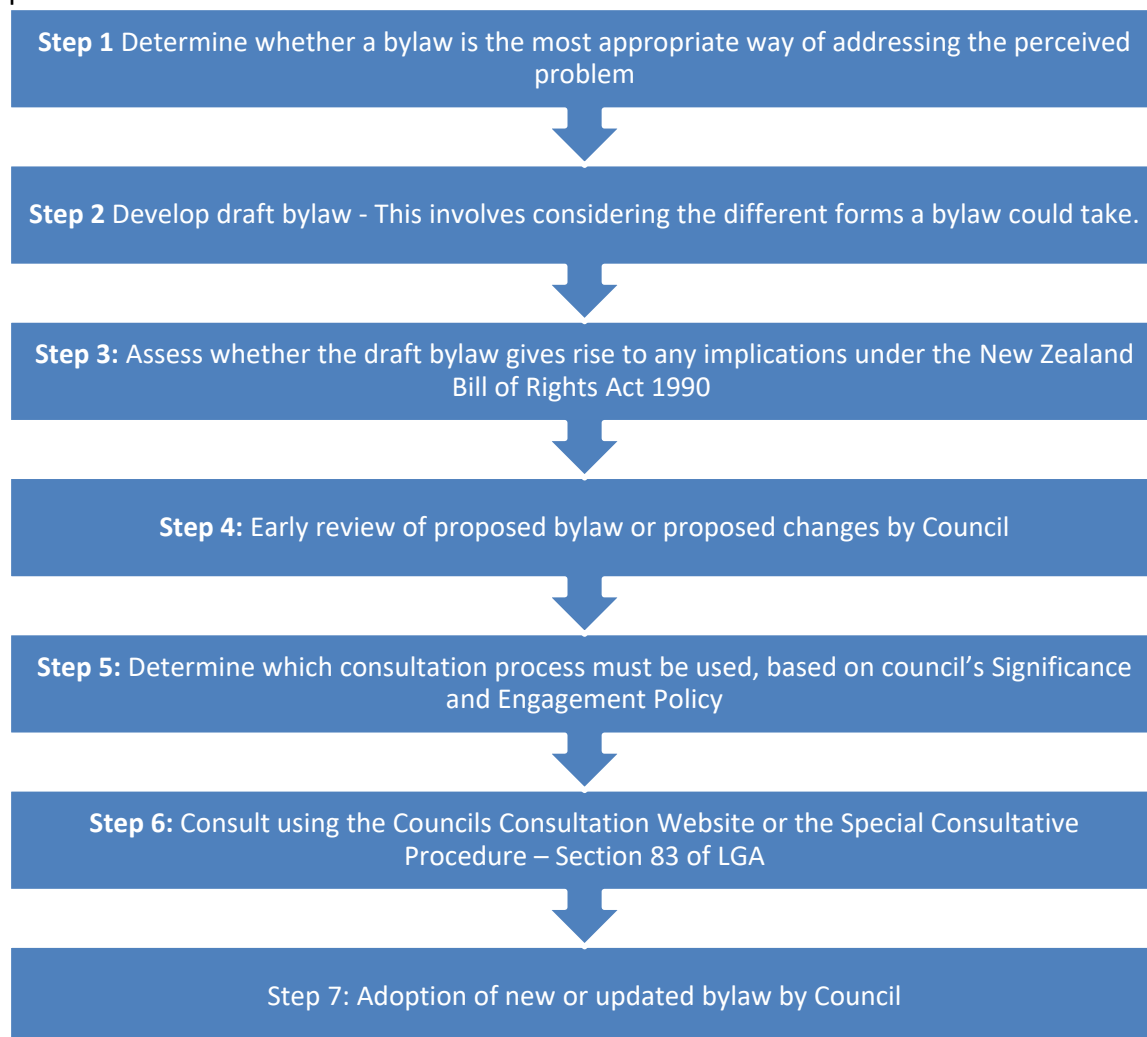 Step 1 Determine whether a bylaw is the most appropriate way of addressing the perceived
problem
Step 2 Develop draft bylaw - This involves considering the different forms a bylaw could take.
Step 3: Assess whether the draft bylaw gives rise to any implications under the New Zealand
Bill of Rights Act 1990
Step 4: Early review of proposed bylaw or proposed changes by Council
Step 5: Determine which consultation process must be used, based on council’s Significance
and Engagement Policy
Step 6: Consult using the Councils Consultation Website or the Special Consultative
Procedure – Section 83 of LGA
Step 7: Adoption of new or updated bylaw by Council